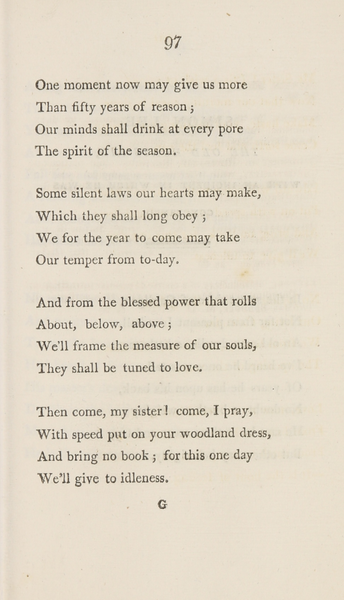 97
One moment now may give us more
Than fifty years of reason;
Our minds shall drink at every pore
The spirit of the season.
Some silent laws our hearts may make,
Which they shall long obey;
We for the year to come may take
Our temper from to-day.
And from the blessed power that rolls
About, below, above;
We'll frame the measure of our souls,
They shall be tuned to love.
Then come, my sister! come, I pray,
With speed put on your woodland dress,
And bring no book; for this one day
We'll give to idleness.
G